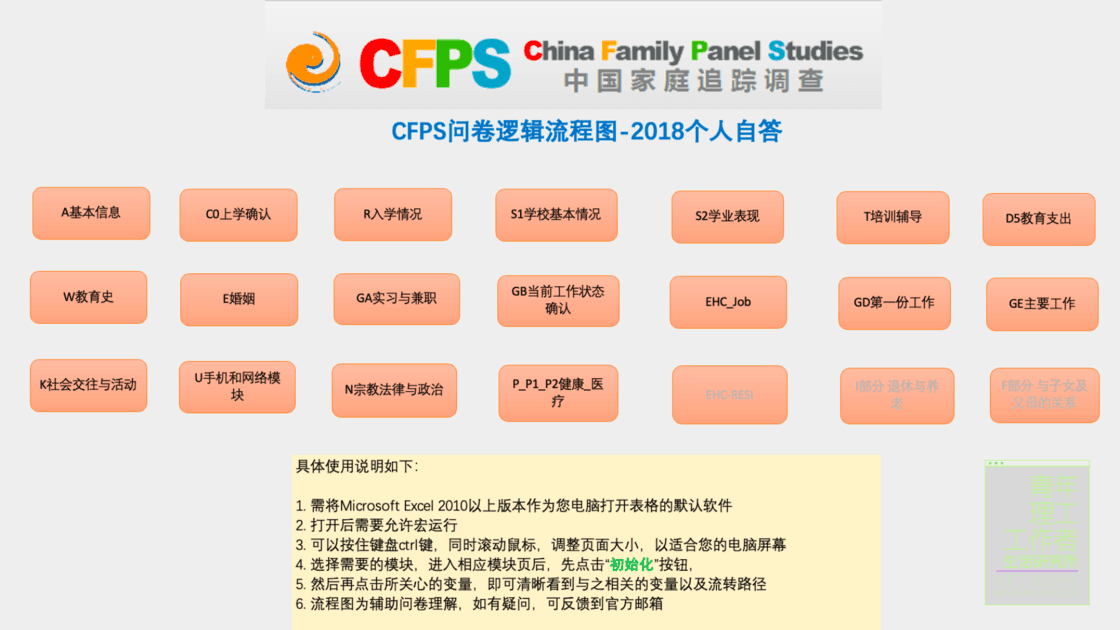 CFPS China Family Panel Studies
中国家庭追踪调查
CFPS问卷逻辑流程图-2018个人自答
A基本信息
C0上学确认
R入学情况
S1学校基本情况
S2学业表现
T培训辅导
D5教育支出
W教育史
E婚姻
GA实习与兼职
GB当前工作状态
确认
EHC_Job
GD第一份工作
GE主要工作
K社会交往与活动
U手机和网络模
块
N宗教法律与政治
P_P1_P2健康_医
疗
EHC-RESI
I部分 退休与养
老
F部分 与子女及
父母的关系
具体使用说明如下：
1. 需将Microsoft Excel 2010以上版本作为您电脑打开表格的默认软件
2. 打开后需要允许宏运行
3. 可以按住键盘ctrl键，同时滚动鼠标，调整页面大小，以适合您的电脑屏幕
4. 选择需要的模块，进入相应模块页后，先点击“初始化”按钮，
5. 然后再点击所关心的变量，即可清晰看到与之相关的变量以及流转路径
6. 流程图为辅助问卷理解，如有疑问，可反馈到官方邮箱